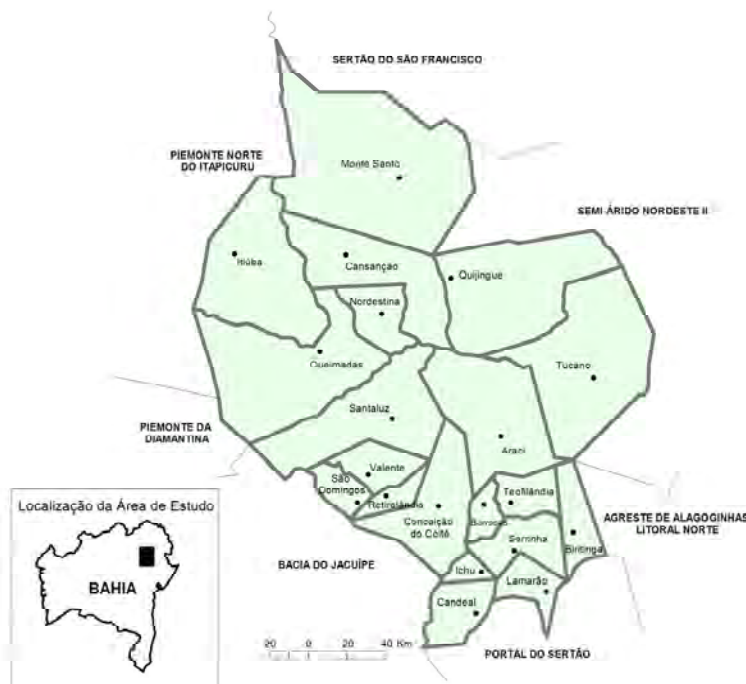 SERTÃO DO SÃO FRANCISCO
PIEMONTE NORTE
DO ITAPICURU
Monte Santo
SEMI-ÁRIDO NORDESTE II
Itiúba
Cansanção
Quijingue
Nordestina
Queimadas
Tucano
Santaluz
PIEMONTE DA
DIAMANTINA
Araci
Valente
São
Domingos
Retirolândia
Teofilândia
Barrocas
Conceição
do Coité
AGRESTE DE ALAGOGINHAS
LITORAL NORTE
Localização da Área de Estudo
Serrinha
Biritinga
BACIA DO JACUÍPE
Ichu
Lamarão
BAHIA
Candeal
20 0 20 40 Km
PORTAL DO SERTÃO